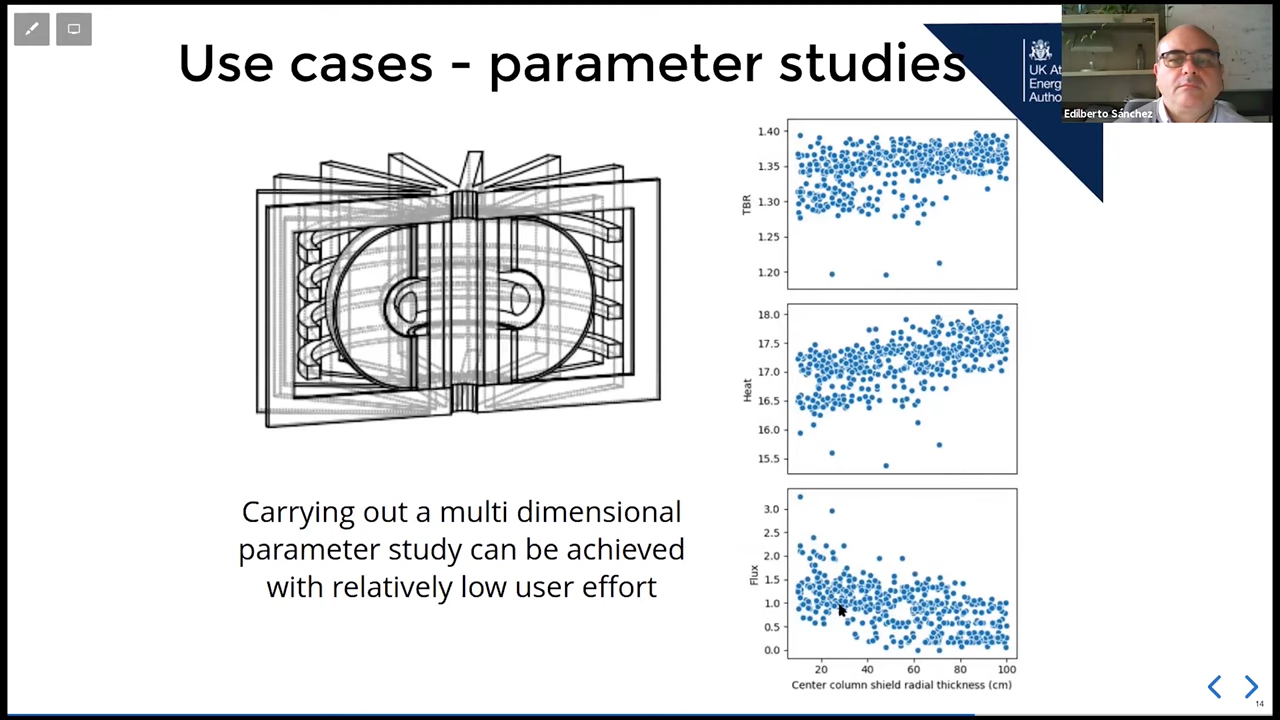 Use cases - parameter studies
UK At
Energ
Autho
Edilberto Sánchez
1.40
1.35
1.30
1.25
1.20
TBR
18.0
17.5
17.0
16.5
16.0
15.5
Heat
3.0
2.5
2.0
1.5
1.0
0.5
0.0
Flux
20 40 60 80 100
Center column shield radial thickness (cm)
Carrying out a multi dimensional
parameter study can be achieved
with relatively low user effort
14